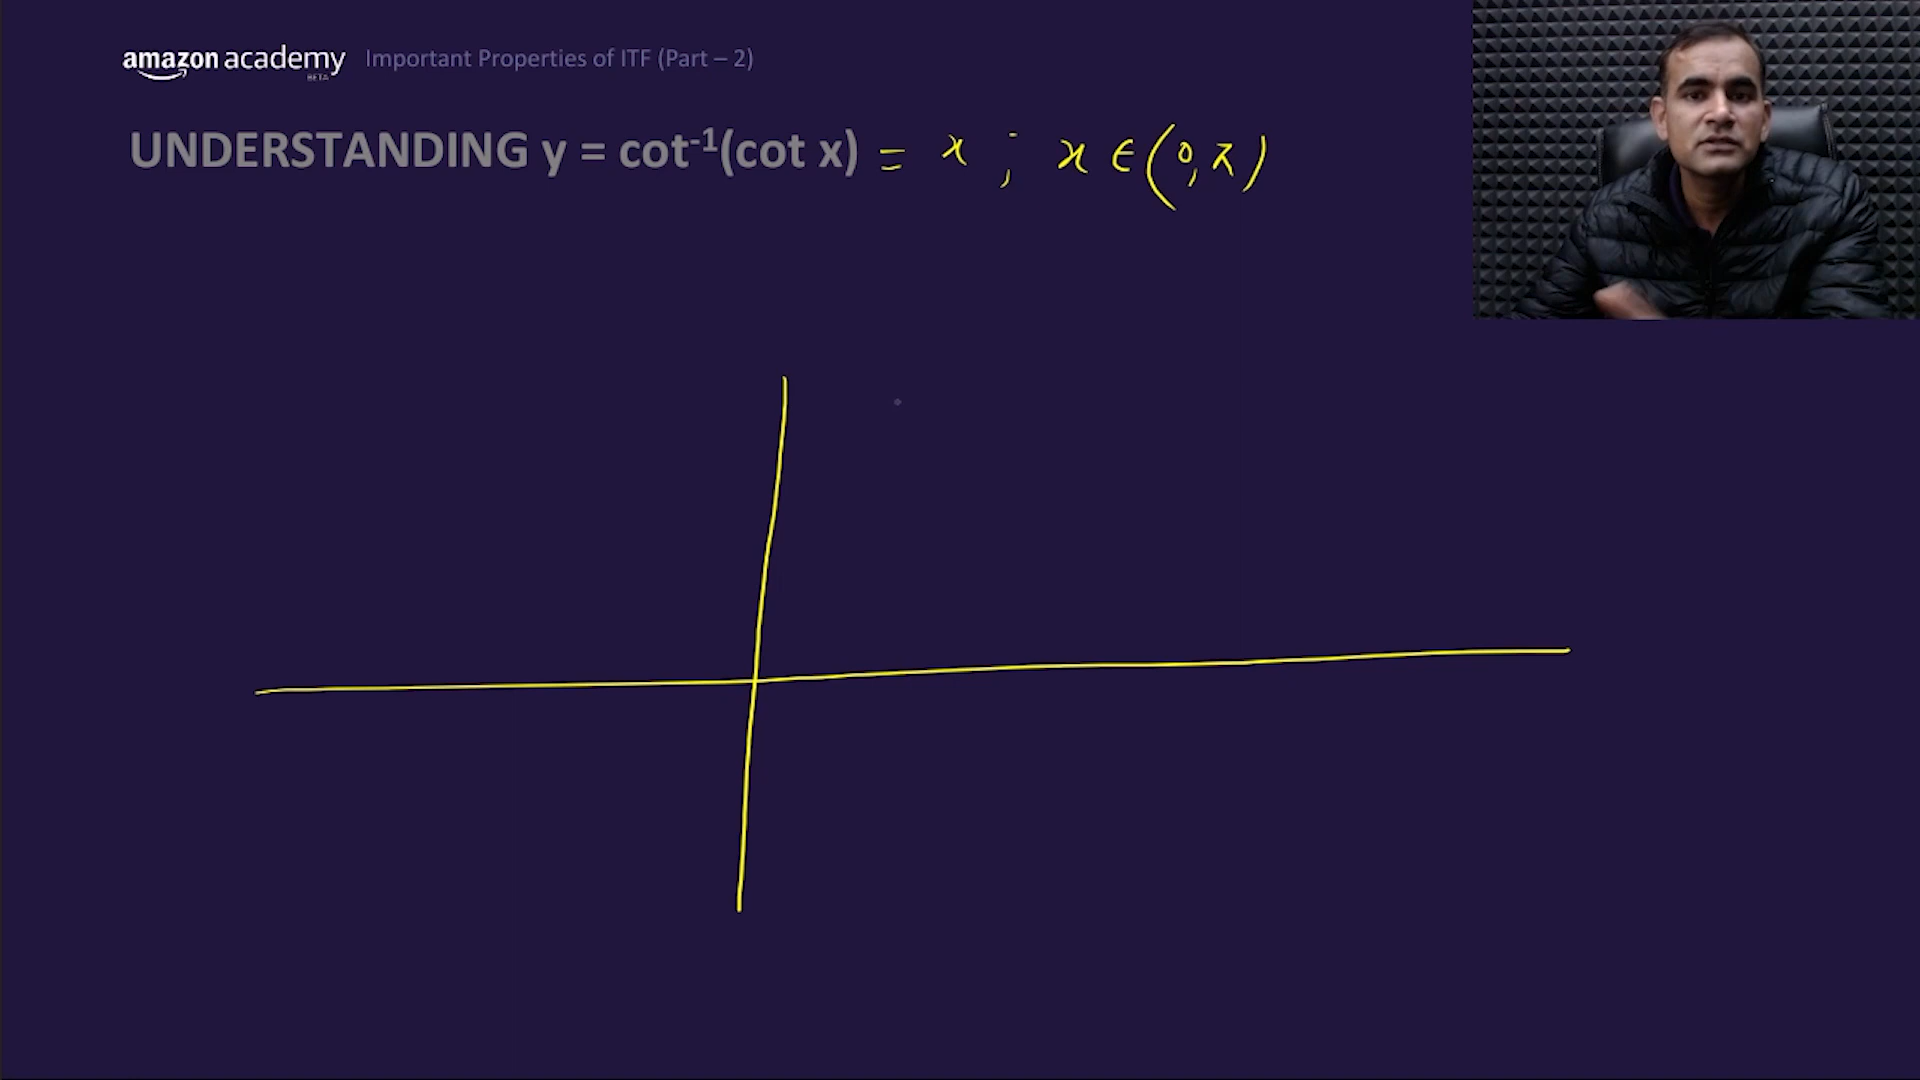 amazon academy BETA Important Properties of ITF (Part – 2)
UNDERSTANDING y = cot⁻¹(cot x) = x ; x ∈ (0, π)